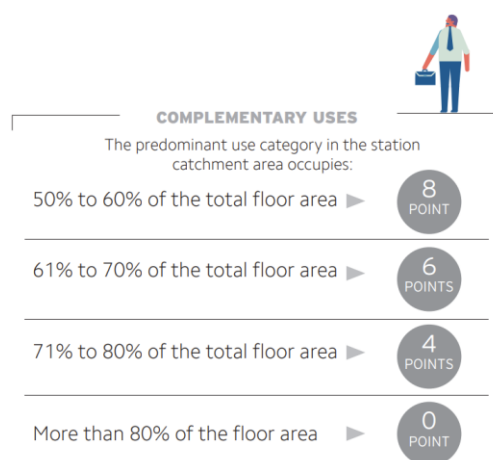 COMPLEMENTARY USES
The predominant use category in the station
catchment area occupies:
50% to 60% of the total floor area
8
POINT
61% to 70% of the total floor area
6
POINTS
71% to 80% of the total floor area
4
POINTS
More than 80% of the floor area
0
POINT